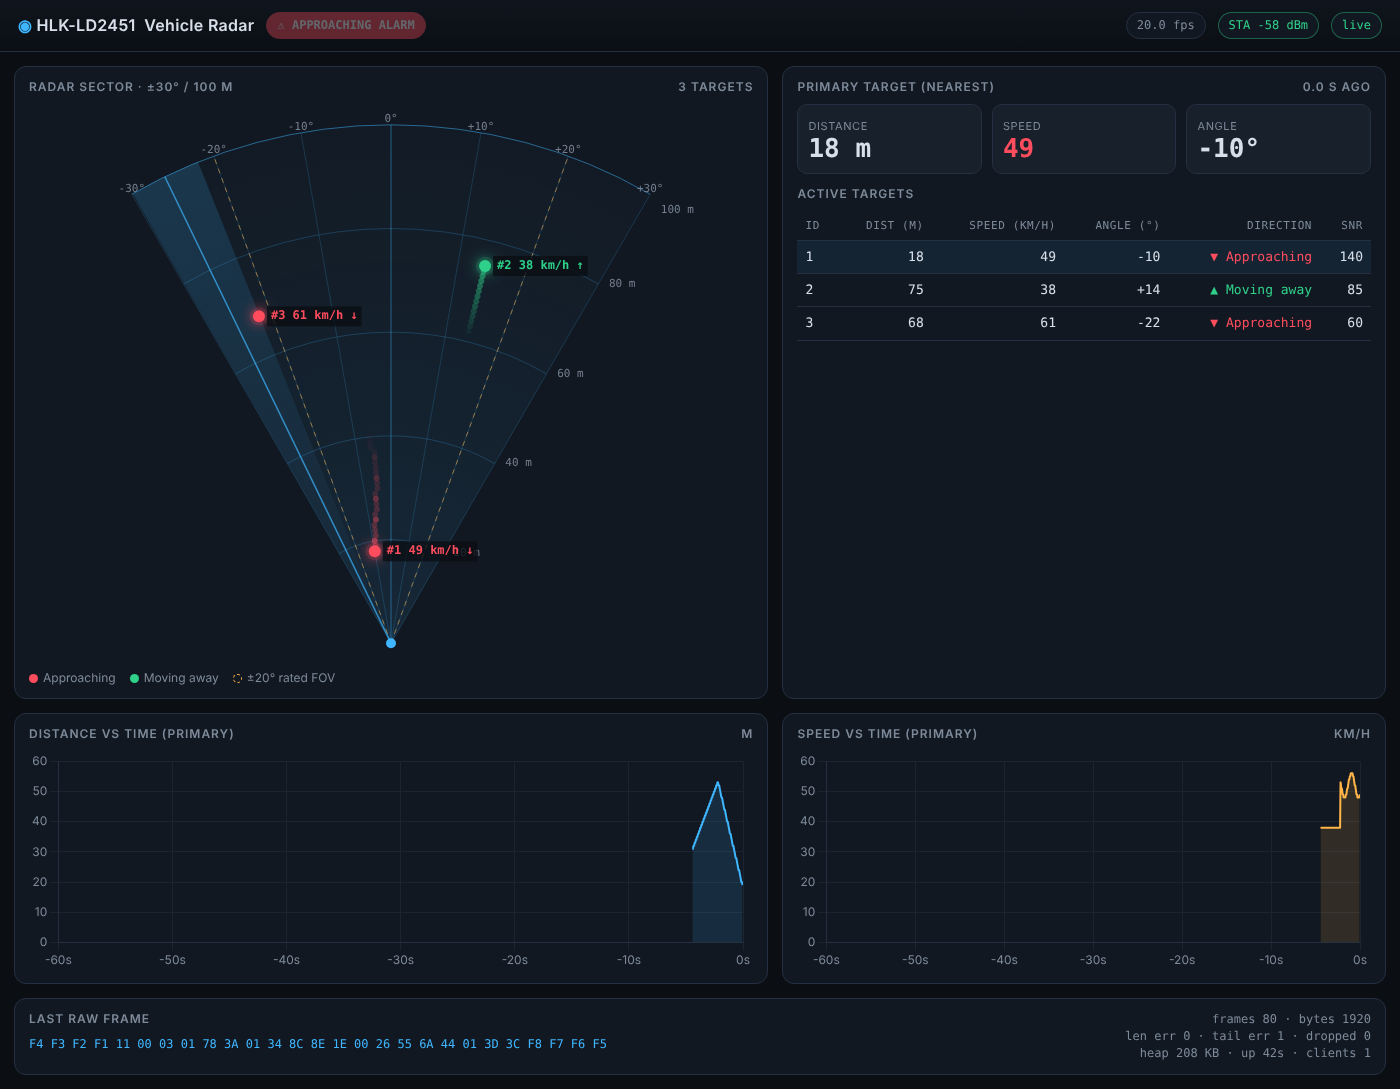 HLK-LD2451 Vehicle Radar
⚠ APPROACHING ALARM
20.0 fps
STA -58 dBm
live
RADAR SECTOR · ±30° / 100 M
3 TARGETS
0°
-10°
+10°
-20°
+20°
-30°
+30°
100 m
#2 38 km/h ↑
80 m
#3 61 km/h ↓
60 m
40 m
#1 49 km/h ↓
Approaching
Moving away
±20° rated FOV
PRIMARY TARGET (NEAREST)
0.0 S AGO
DISTANCE
18 m
SPEED
49
ANGLE
-10°
ACTIVE TARGETS
ID DIST (M) SPEED (KM/H) ANGLE (°) DIRECTION SNR
1 18 49 -10 ▼ Approaching 140
2 75 38 +14 ▲ Moving away 85
3 68 61 -22 ▼ Approaching 60
DISTANCE VS TIME (PRIMARY)
M
60
50
40
30
20
10
0
-60s -50s -40s -30s -20s -10s 0s
SPEED VS TIME (PRIMARY)
KM/H
60
50
40
30
20
10
0
-60s -50s -40s -30s -20s -10s 0s
LAST RAW FRAME
F4 F3 F2 F1 11 00 03 01 78 3A 01 34 8C 8E 1E 00 26 55 6A 44 01 3D 3C F8 F7 F6 F5
frames 80 · bytes 1920
len err 0 · tail err 1 · dropped 0
heap 208 KB · up 42s · clients 1